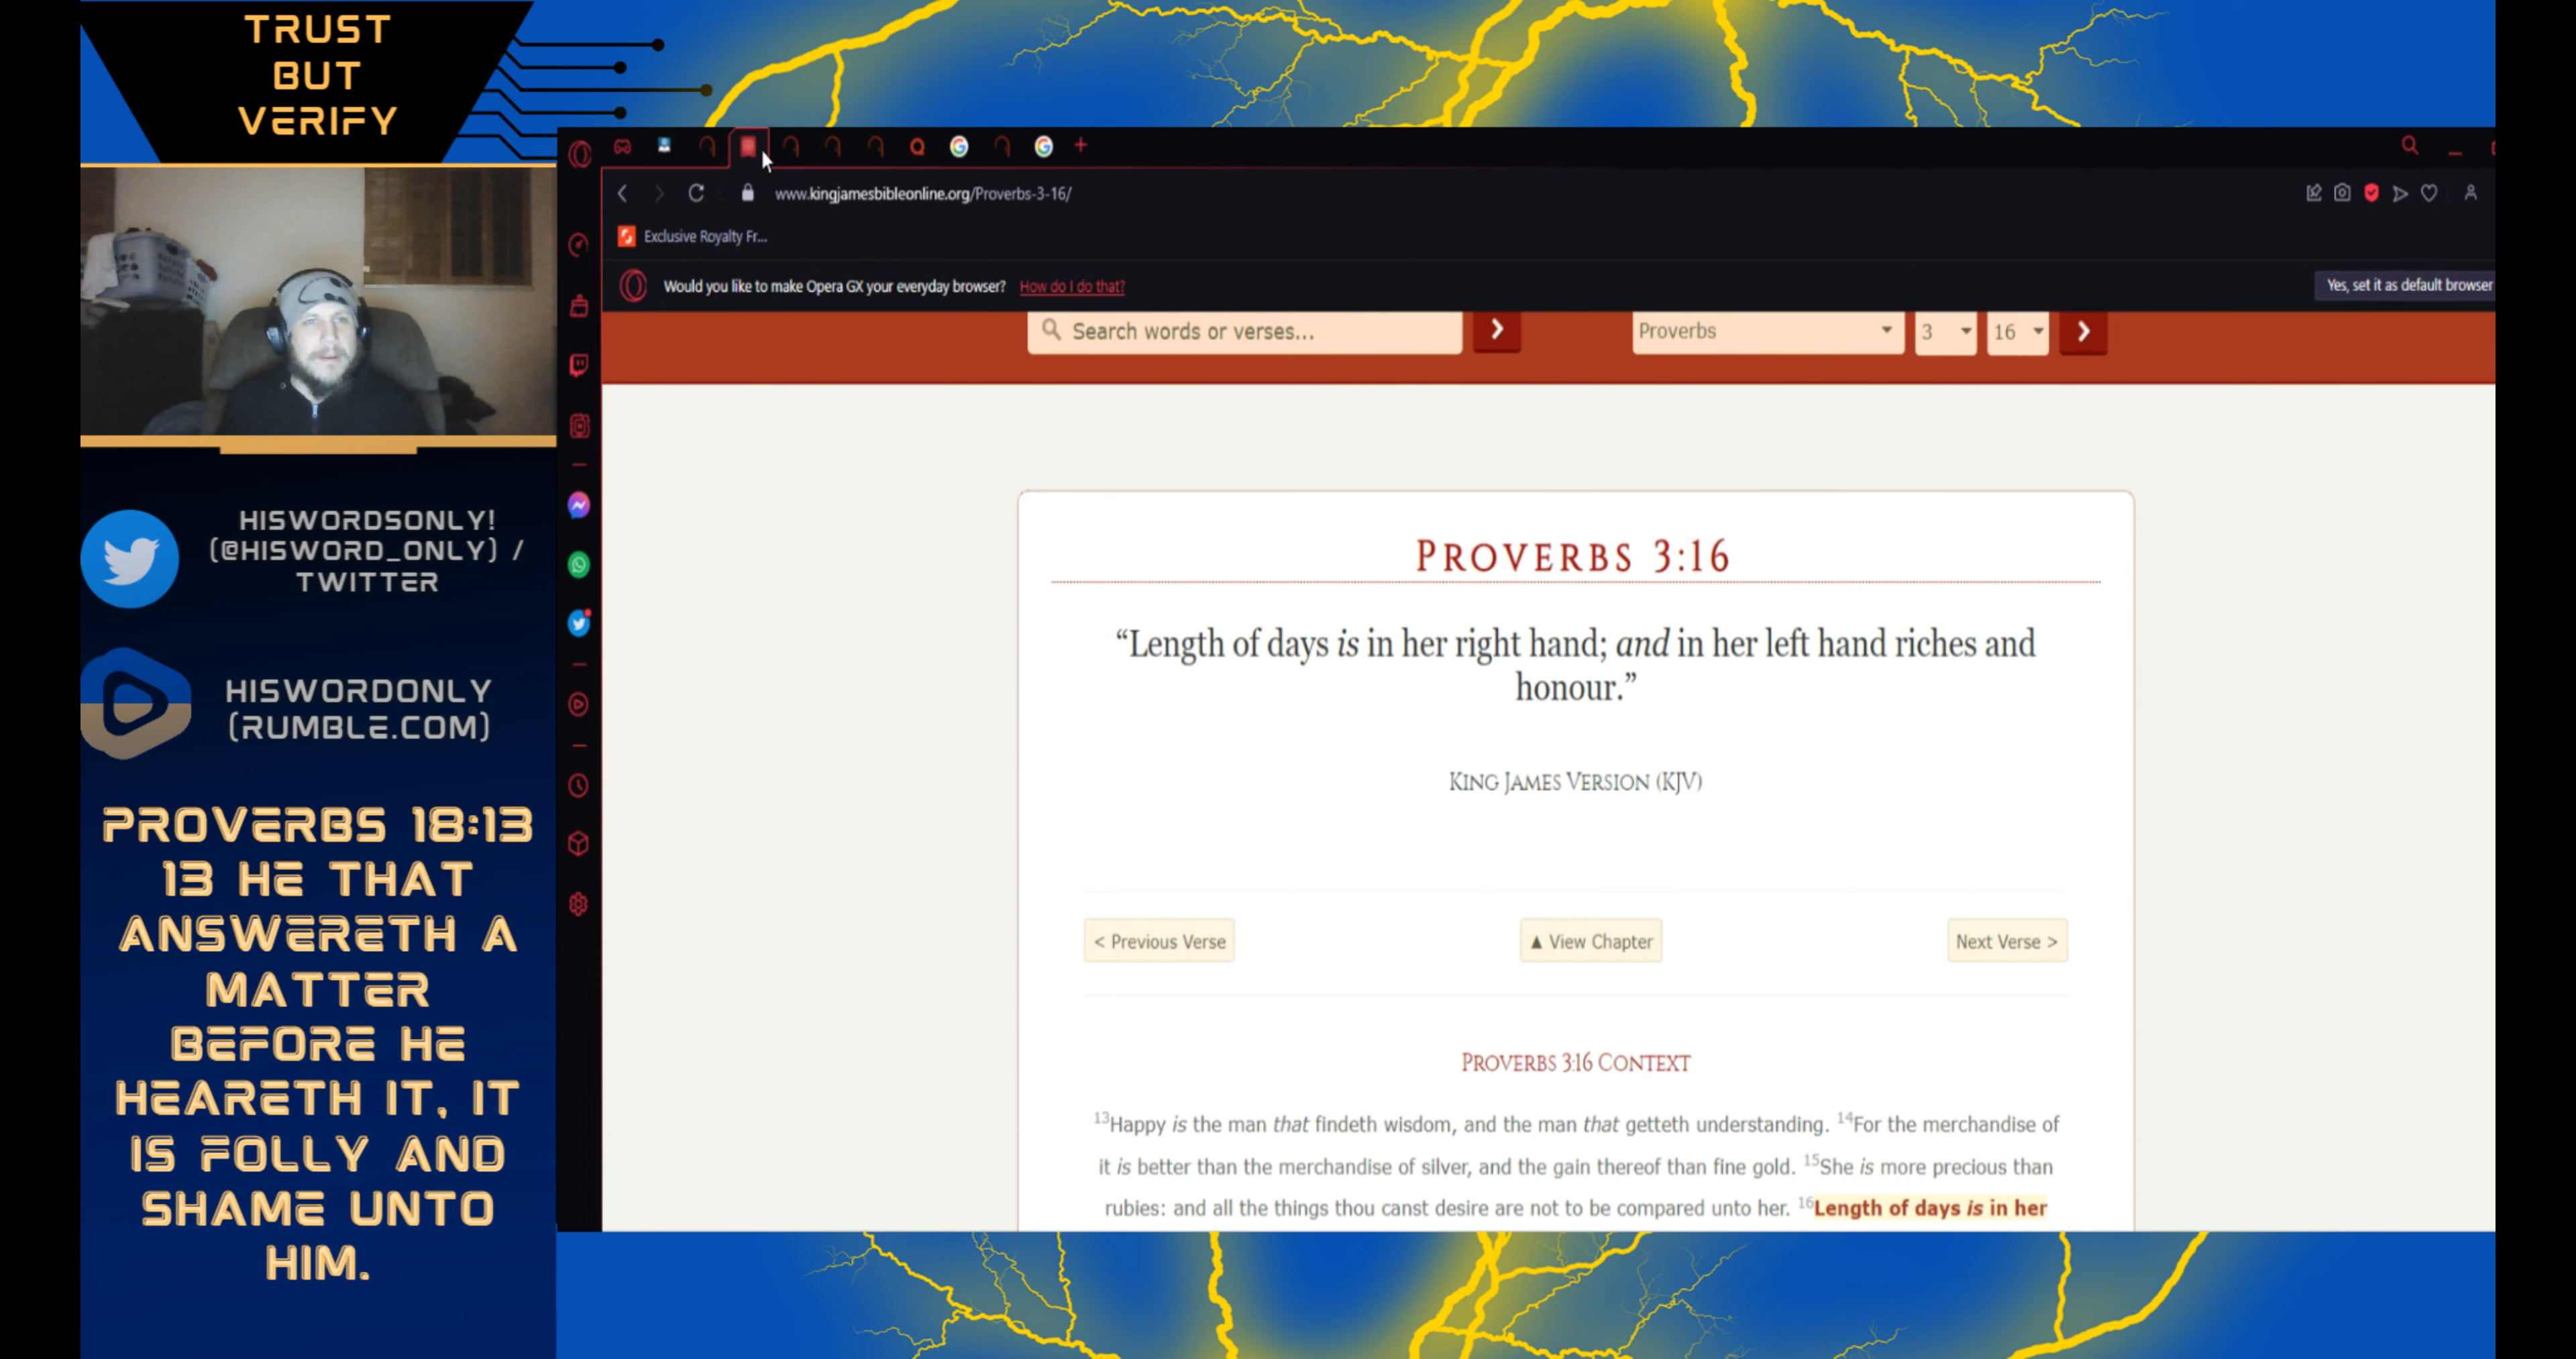 TRUST
BUT
VERIFY
www.kingjamesbibleonline.org/Proverbs-3-16/
Exclusive Royalty Fr...
Would you like to make Opera GX your everyday browser? How do I do that?
Yes, set it as default browser
Search words or verses...
Proverbs
3
16
HISWORDSONLY!
(@HISWORD_ONLY) /
TWITTER
HISWORDONLY
(RUMBLE.COM)
PROVERBS 18:13
13 HE THAT
ANSWERETH A
MATTER
BEFORE HE
HEARETH IT, IT
IS FOLLY AND
SHAME UNTO
HIM.
PROVERBS 3:16
“Length of days is in her right hand; and in her left hand riches and
honour.”
KING JAMES VERSION (KJV)
< Previous Verse
▲ View Chapter
Next Verse >
PROVERBS 3:16 CONTEXT
13Happy is the man that findeth wisdom, and the man that getteth understanding. 14For the merchandise of
it is better than the merchandise of silver, and the gain thereof than fine gold. 15She is more precious than
rubies: and all the things thou canst desire are not to be compared unto her. 16Length of days is in her